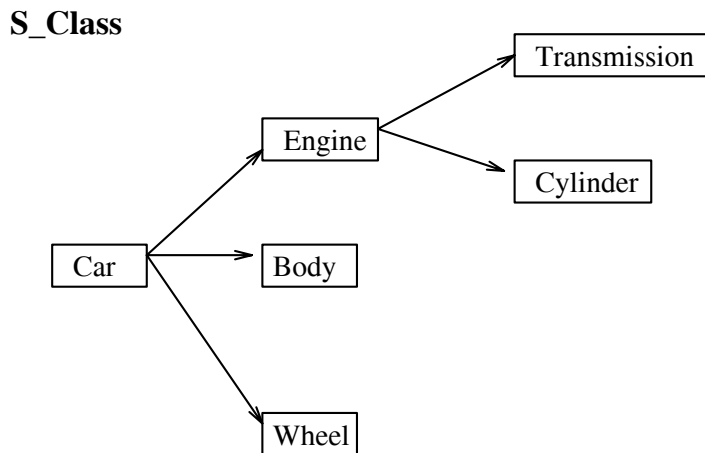 S_Class
Transmission
Engine
Cylinder
Car
Body
Wheel